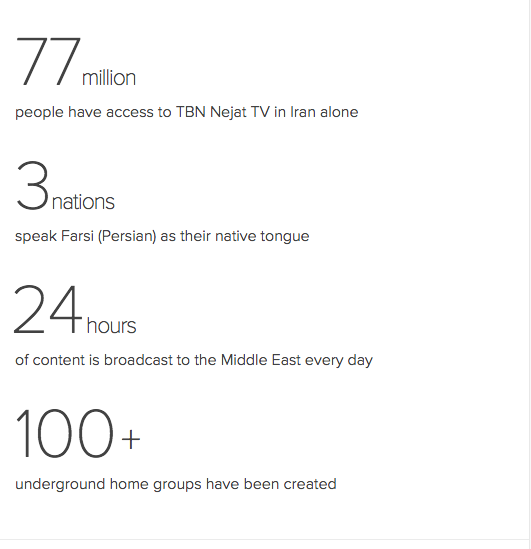 77 million
people have access to TBN Nejat TV in Iran alone
3 nations
speak Farsi (Persian) as their native tongue
24 hours
of content is broadcast to the Middle East every day
100+
underground home groups have been created